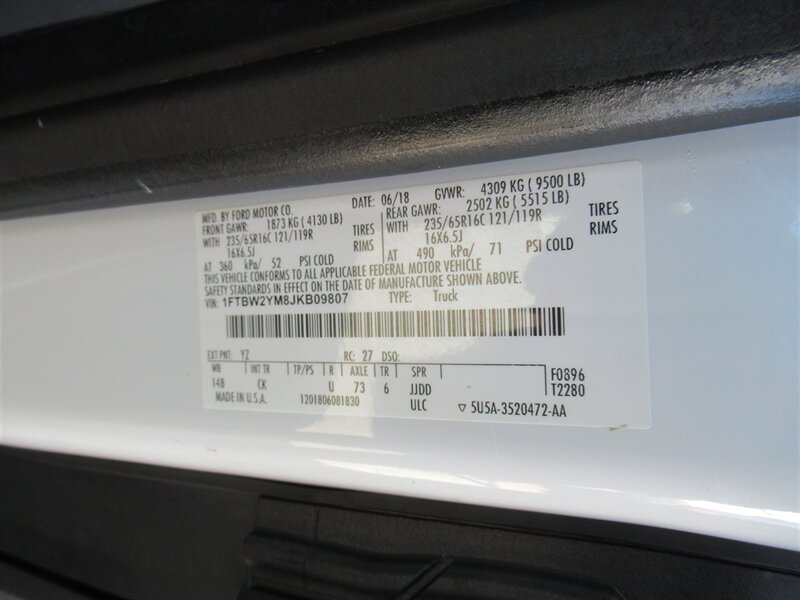 MFD. BY FORD MOTOR CO. DATE: 06/18 GVWR: 4309 KG ( 9500 LB)
FRONT GAWR: 1873 KG ( 4130 LB) REAR GAWR: 2502 KG ( 5515 LB)
WITH 235/65R16C 121/119R TIRES WITH 235/65R16C 121/119R TIRES
16X6.5J RIMS 16X6.5J RIMS
AT 360 kPa/ 52 PSI COLD AT 490 kPa/ 71 PSI COLD
THIS VEHICLE CONFORMS TO ALL APPLICABLE FEDERAL MOTOR VEHICLE
SAFETY STANDARDS IN EFFECT ON THE DATE OF MANUFACTURE SHOWN ABOVE.
VIN: 1FTBW2YM8JKB09807 TYPE: Truck
EXT PNT: YZ RC: 27 DSO:
WB INT TR TP/PS R AXLE TR SPR F0896
148 CK U 73 6 JJDD T2280
MADE IN U.S.A. 1201806081830 ULC ▽ 5U5A-3520472-AA